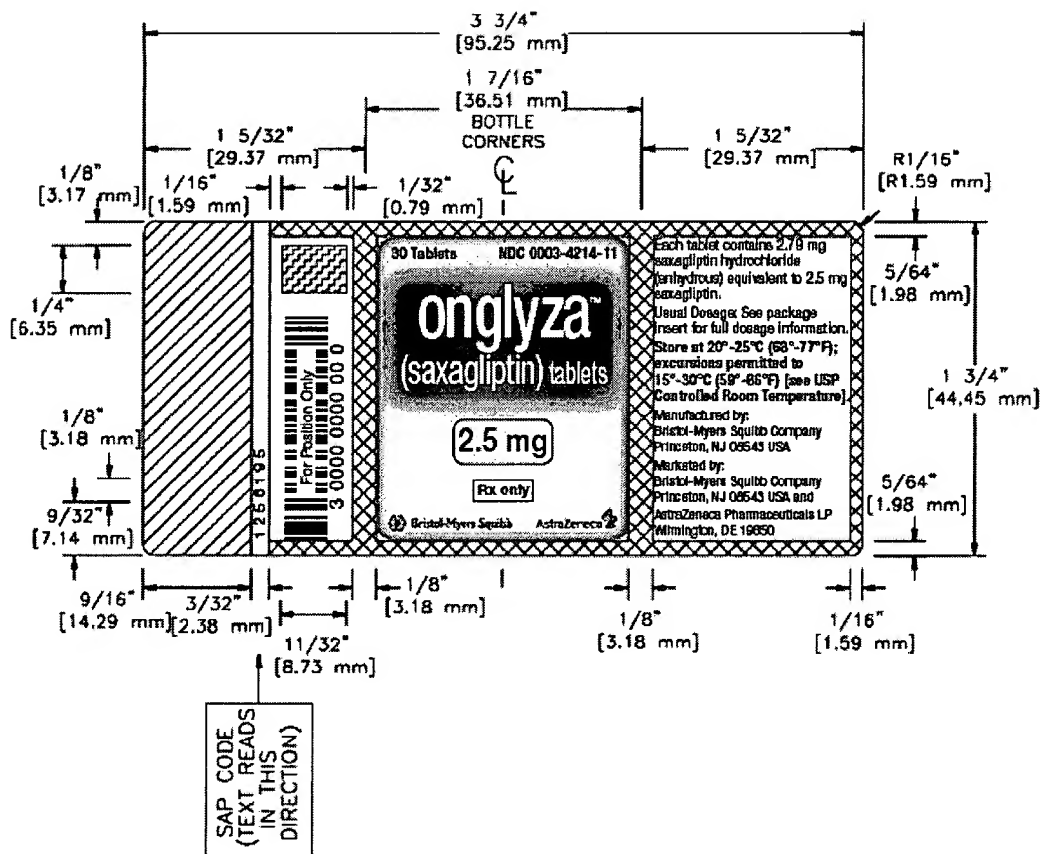 3 3/4"
[95.25 mm]
1 7/16"
[36.51 mm]
BOTTLE
CORNERS
CL
1 5/32"
[29.37 mm]
1 5/32"
[29.37 mm]
1/8"
[3.17 mm]
1/16"
[1.59 mm]
1/32"
[0.79 mm]
R1/16"
[R1.59 mm]
1/4"
[6.35 mm]
5/64"
[1.98 mm]
1 3/4"
[44.45 mm]
1/8"
[3.18 mm]
9/32"
[7.14 mm]
5/64"
[1.98 mm]
For Position Only
3 0000 0000 00 0
30 Tablets NDC 0003-4214-11
onglyza™
(saxagliptin) tablets
2.5 mg
Rx only
Bristol-Myers Squibb AstraZeneca
Each tablet contains 2.79 mg
saxagliptin hydrochloride
(anhydrous) equivalent to 2.5 mg
saxagliptin.
Usual Dosage: See package
insert for full dosage information.
Store at 20°-25°C (68°-77°F);
excursions permitted to
15°-30°C (59°-86°F) [see USP
Controlled Room Temperature].
Manufactured by:
Bristol-Myers Squibb Company
Princeton, NJ 08543 USA
Marketed by:
Bristol-Myers Squibb Company
Princeton, NJ 08543 USA and
AstraZeneca Pharmaceuticals LP
Wilmington, DE 19850
9/16"
[14.29 mm]
3/32"
[2.38 mm]
11/32"
[8.73 mm]
1/8"
[3.18 mm]
1/8"
[3.18 mm]
1/16"
[1.59 mm]
SAP CODE
(TEXT READS
IN THIS
DIRECTION)